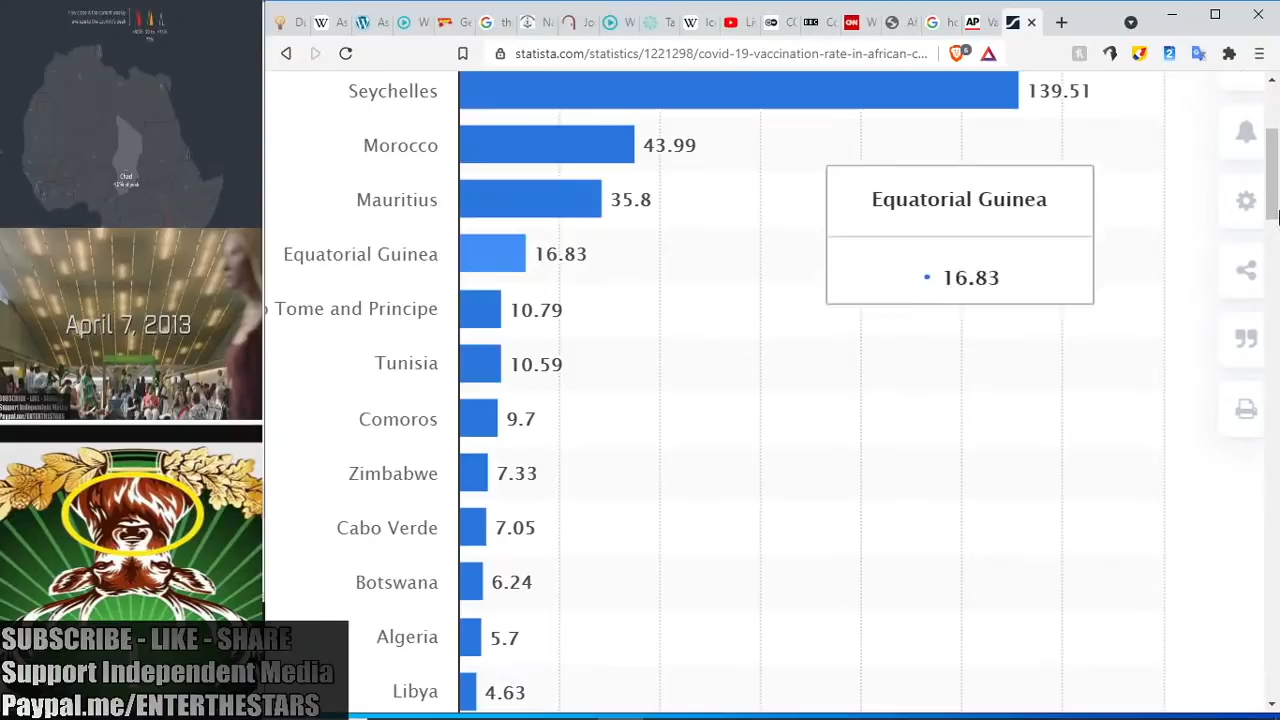 Chad
April 7, 2013
SUBSCRIBE - LIKE - SHARE
Support Independent Media
Paypal.me/ENTERTHESTARS
statista.com/statistics/1221298/covid-19-vaccination-rate-in-african-c...
Seychelles 139.51
Morocco 43.99
Mauritius 35.8
Equatorial Guinea 16.83
Tome and Principe 10.79
Tunisia 10.59
Comoros 9.7
Zimbabwe 7.33
Cabo Verde 7.05
Botswana 6.24
Algeria 5.7
Libya 4.63
Equatorial Guinea
16.83